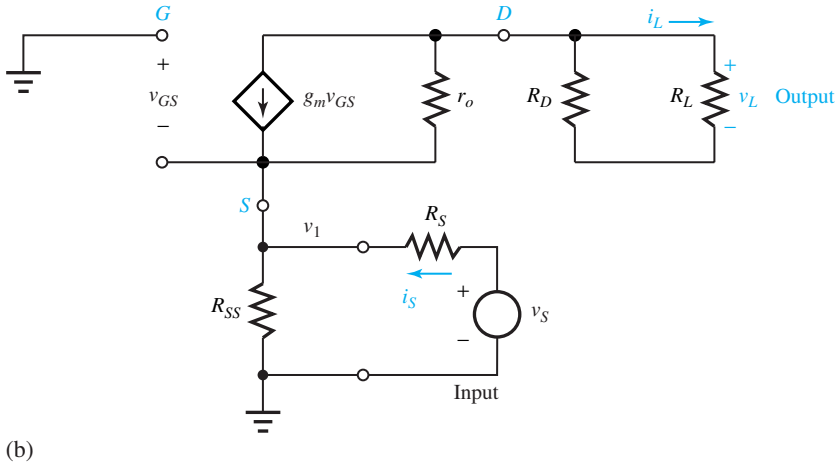 G
D
i_L
+
v_GS
−
g_m v_GS
r_o
R_D
R_L
+
v_L
−
Output
S
v_1
R_S
i_S
R_SS
+
v_S
−
Input
(b)